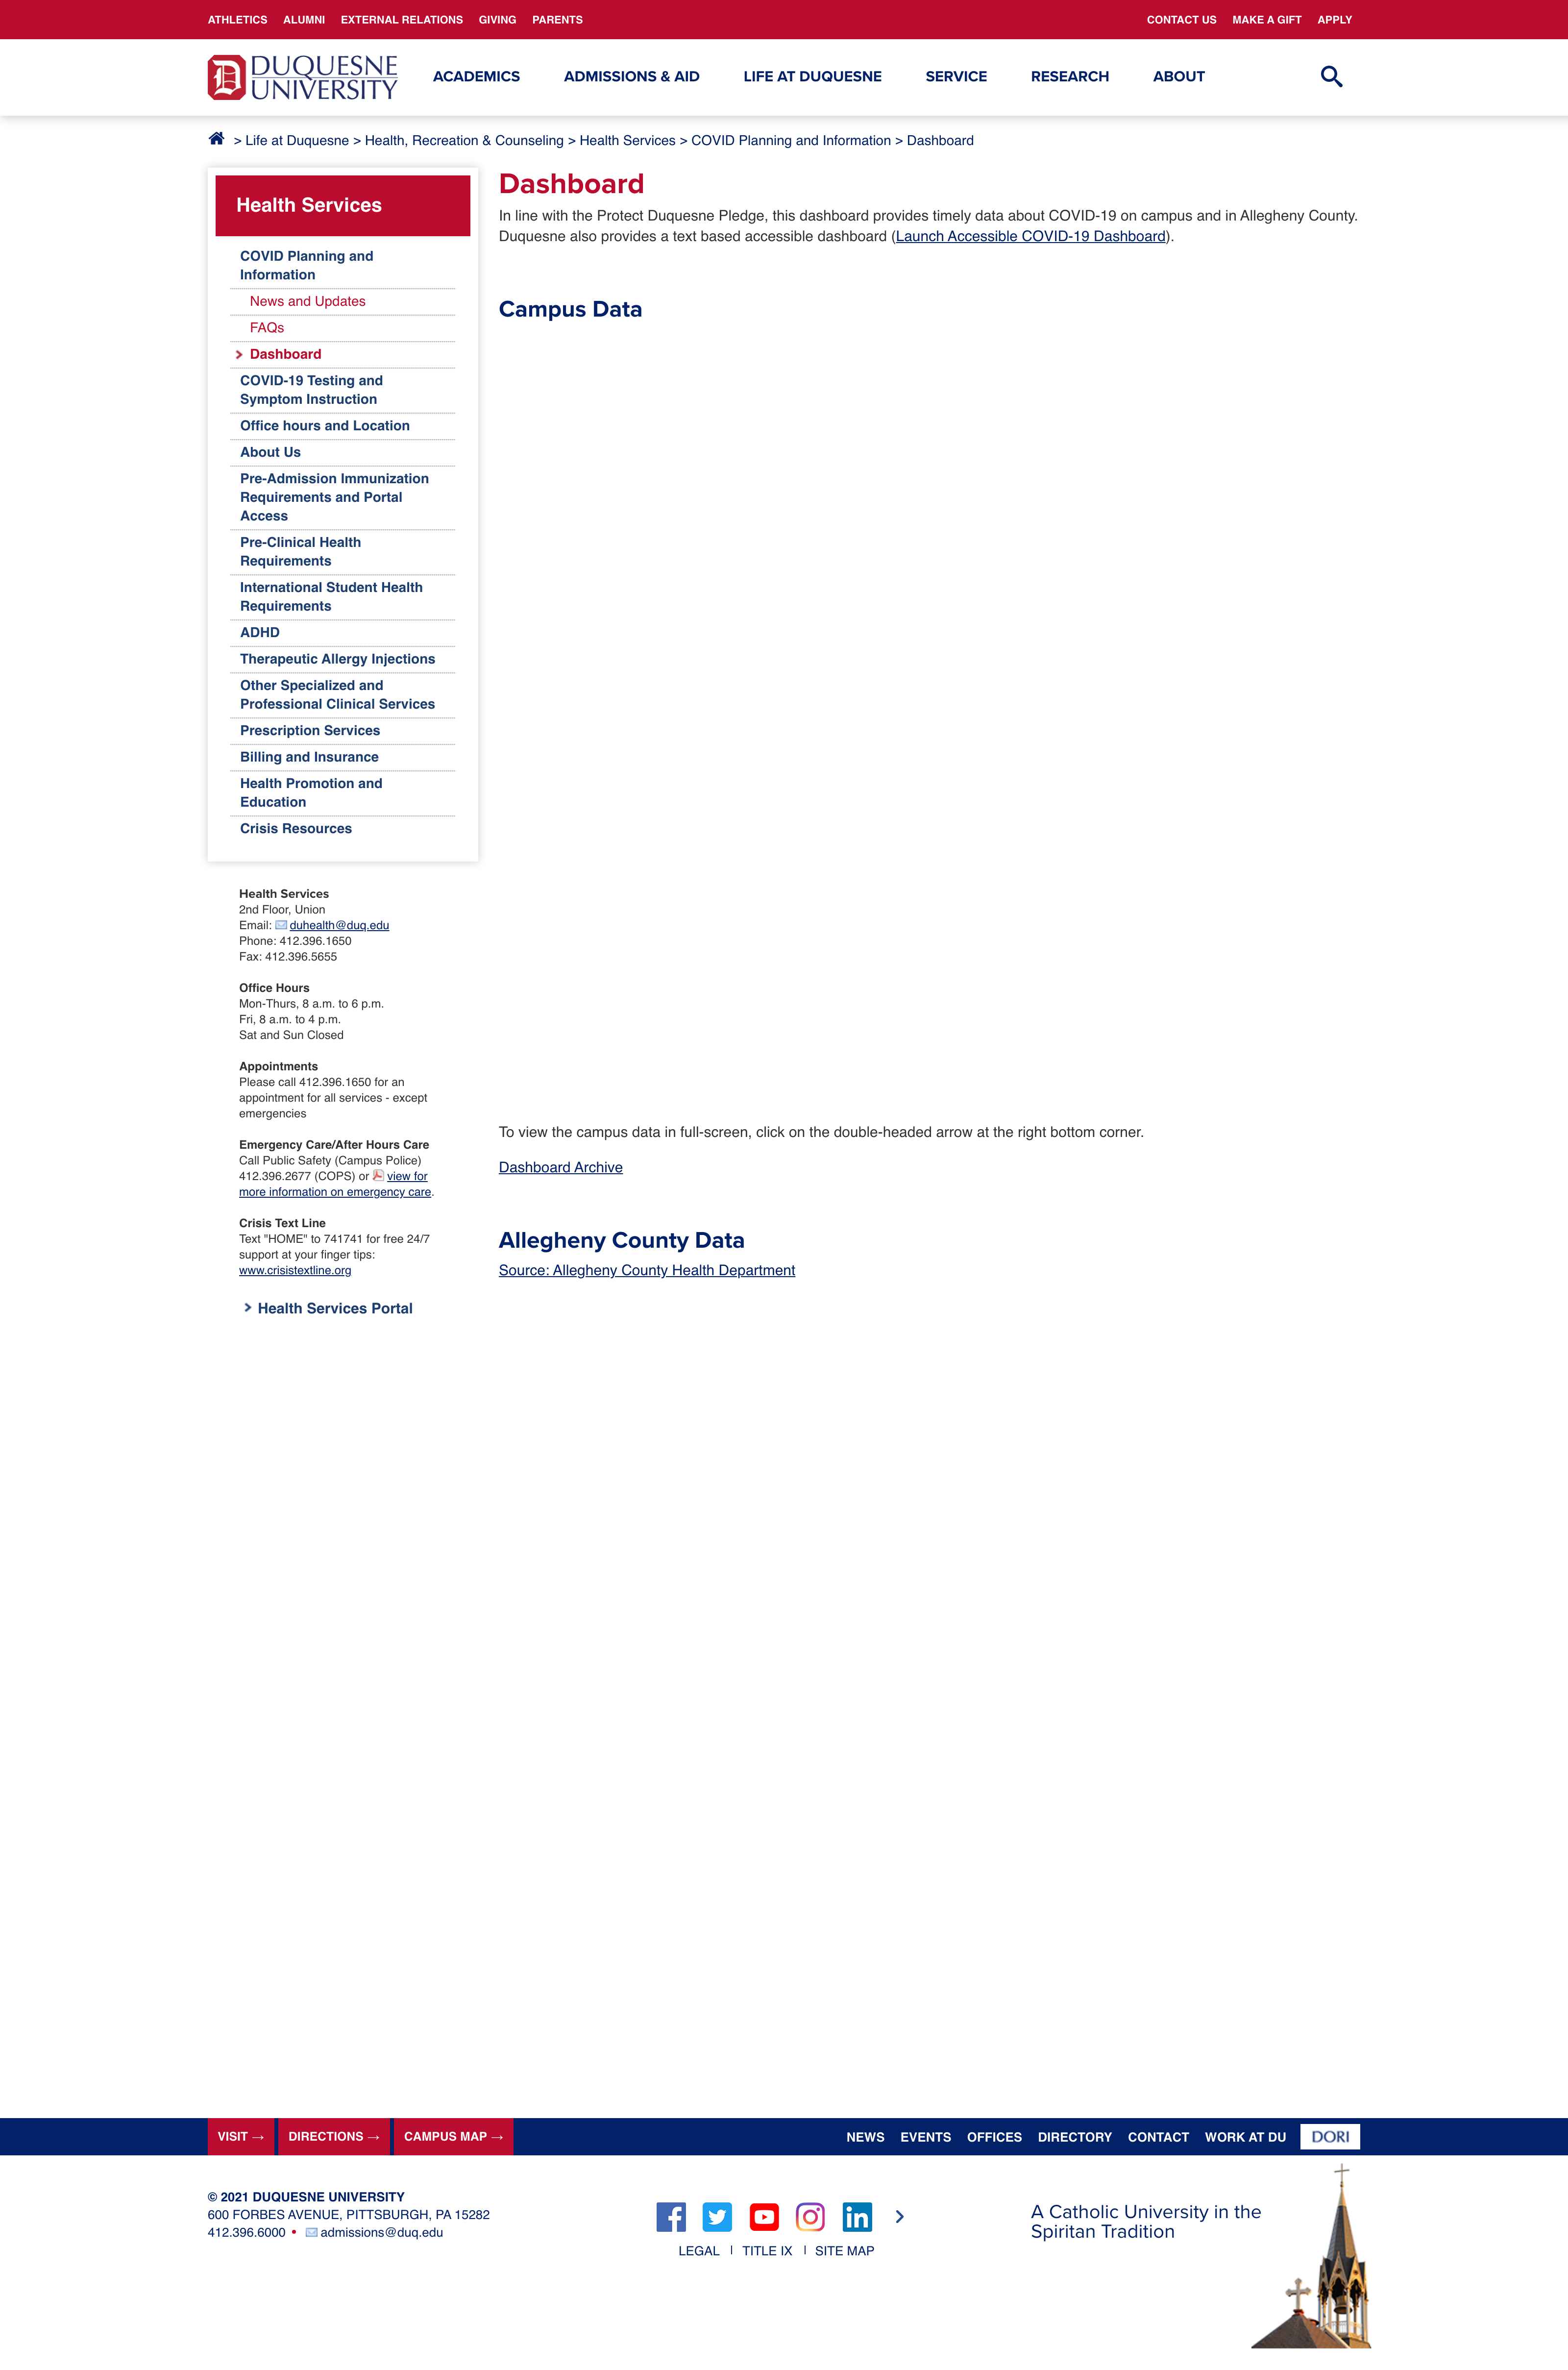 ATHLETICS ALUMNI EXTERNAL RELATIONS GIVING PARENTS CONTACT US MAKE A GIFT APPLY
DUQUESNE
UNIVERSITY
ACADEMICS ADMISSIONS & AID LIFE AT DUQUESNE SERVICE RESEARCH ABOUT
> Life at Duquesne > Health, Recreation & Counseling > Health Services > COVID Planning and Information > Dashboard
Health Services
COVID Planning and
Information
News and Updates
FAQs
Dashboard
COVID-19 Testing and
Symptom Instruction
Office hours and Location
About Us
Pre-Admission Immunization
Requirements and Portal
Access
Pre-Clinical Health
Requirements
International Student Health
Requirements
ADHD
Therapeutic Allergy Injections
Other Specialized and
Professional Clinical Services
Prescription Services
Billing and Insurance
Health Promotion and
Education
Crisis Resources
Health Services
2nd Floor, Union
Email: duhealth@duq.edu
Phone: 412.396.1650
Fax: 412.396.5655
Office Hours
Mon-Thurs, 8 a.m. to 6 p.m.
Fri, 8 a.m. to 4 p.m.
Sat and Sun Closed
Appointments
Please call 412.396.1650 for an
appointment for all services - except
emergencies
Emergency Care/After Hours Care
Call Public Safety (Campus Police)
412.396.2677 (COPS) or view for
more information on emergency care.
Crisis Text Line
Text "HOME" to 741741 for free 24/7
support at your finger tips:
www.crisistextline.org
Health Services Portal
Dashboard
In line with the Protect Duquesne Pledge, this dashboard provides timely data about COVID-19 on campus and in Allegheny County.
Duquesne also provides a text based accessible dashboard (Launch Accessible COVID-19 Dashboard).
Campus Data
To view the campus data in full-screen, click on the double-headed arrow at the right bottom corner.
Dashboard Archive
Allegheny County Data
Source: Allegheny County Health Department
VISIT → DIRECTIONS → CAMPUS MAP → NEWS EVENTS OFFICES DIRECTORY CONTACT WORK AT DU DORI
© 2021 DUQUESNE UNIVERSITY
600 FORBES AVENUE, PITTSBURGH, PA 15282
412.396.6000 • admissions@duq.edu
LEGAL | TITLE IX | SITE MAP
A Catholic University in the
Spiritan Tradition